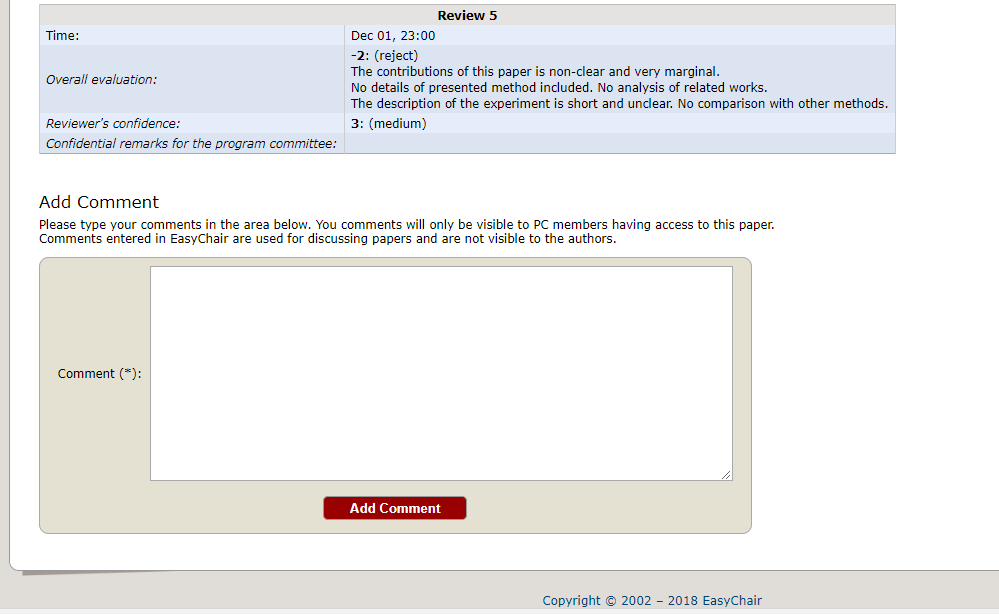 Review 5
Time: Dec 01, 23:00
Overall evaluation: -2: (reject)
The contributions of this paper is non-clear and very marginal.
No details of presented method included. No analysis of related works.
The description of the experiment is short and unclear. No comparison with other methods.
Reviewer's confidence: 3: (medium)
Confidential remarks for the program committee:
Add Comment
Please type your comments in the area below. You comments will only be visible to PC members having access to this paper.
Comments entered in EasyChair are used for discussing papers and are not visible to the authors.
Comment (*):
Add Comment
Copyright © 2002 – 2018 EasyChair